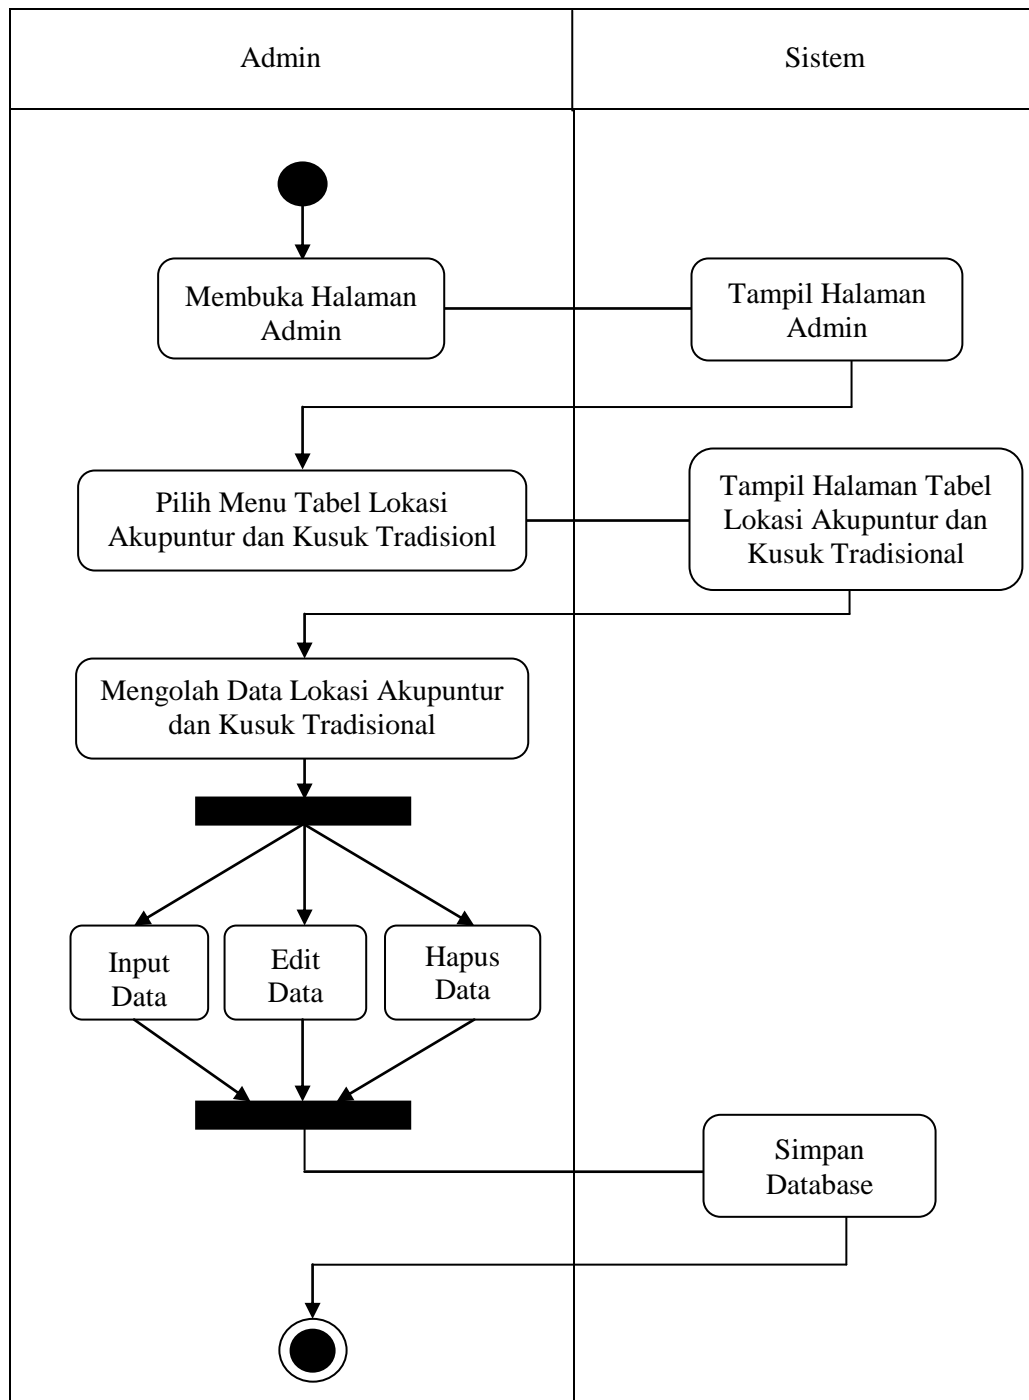 Admin
Sistem
Membuka Halaman
Admin
Tampil Halaman
Admin
Pilih Menu Tabel Lokasi
Akupuntur dan Kusuk Tradisionl
Tampil Halaman Tabel
Lokasi Akupuntur dan
Kusuk Tradisional
Mengolah Data Lokasi Akupuntur
dan Kusuk Tradisional
Input
Data
Edit
Data
Hapus
Data
Simpan
Database